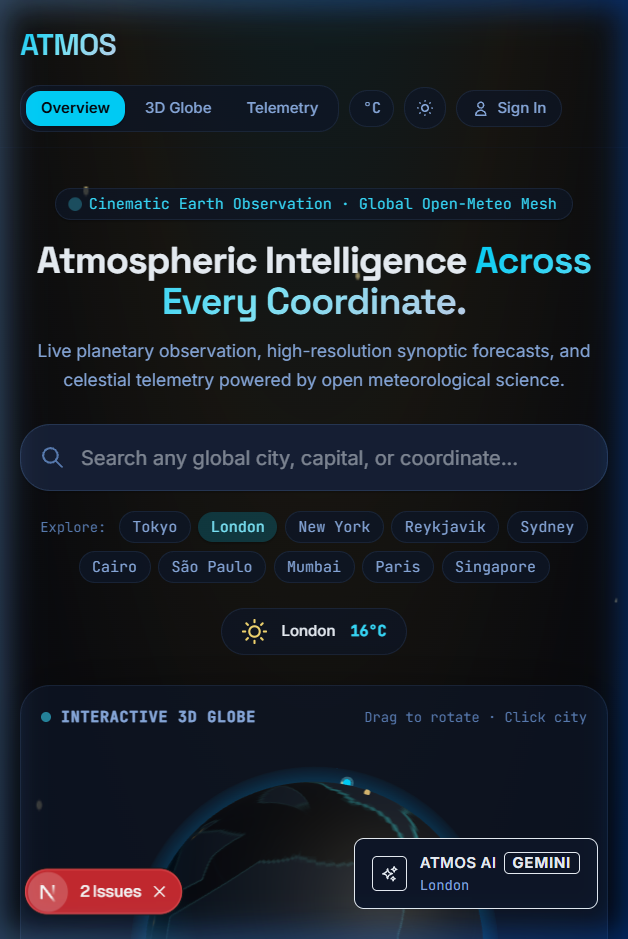 ATMOS
Overview 3D Globe Telemetry °C Sign In
Cinematic Earth Observation · Global Open-Meteo Mesh
Atmospheric Intelligence Across
Every Coordinate.
Live planetary observation, high-resolution synoptic forecasts, and
celestial telemetry powered by open meteorological science.
Search any global city, capital, or coordinate...
Explore: Tokyo London New York Reykjavik Sydney
Cairo São Paulo Mumbai Paris Singapore
London 16°C
INTERACTIVE 3D GLOBE Drag to rotate · Click city
ATMOS AI GEMINI
London
N 2 Issues